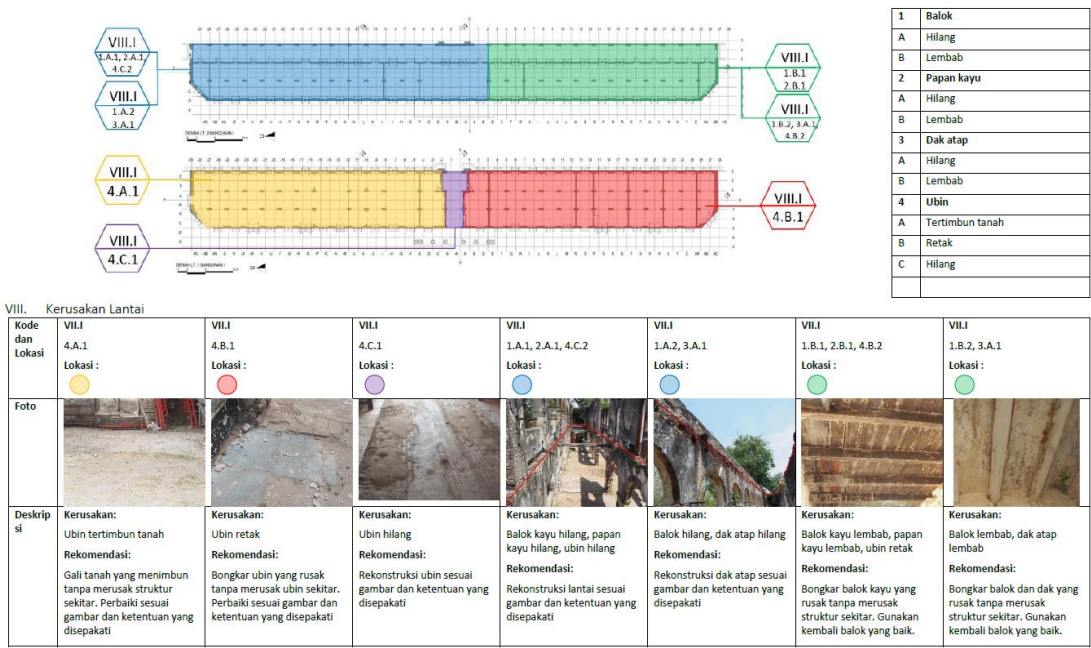 VIII.I
1.A.1, 2.A.1,
4.C.2
VIII.I
1.A.2
3.A.1
VIII.I
1.B.1
2.B.1
VIII.I
1.B.2, 3.A.1,
4.B.2
VIII.I
4.A.1
VIII.I
4.C.1
VIII.I
4.B.1
1 Balok
A Hilang
B Lembab
2 Papan kayu
A Hilang
B Lembab
3 Dak atap
A Hilang
B Lembab
4 Ubin
A Tertimbun tanah
B Retak
C Hilang
VIII. Kerusakan Lantai
Kode
dan
Lokasi
VII.I
4.A.1
Lokasi :
VII.I
4.B.1
Lokasi :
VII.I
4.C.1
Lokasi :
VII.I
1.A.1, 2.A.1, 4.C.2
Lokasi :
VII.I
1.A.2, 3.A.1
Lokasi :
VII.I
1.B.1, 2.B.1, 4.B.2
Lokasi :
VII.I
1.B.2, 3.A.1
Lokasi :
Foto
Deskrip
si
Kerusakan:
Ubin tertimbun tanah
Rekomendasi:
Gali tanah yang menimbun
tanpa merusak struktur
sekitar. Perbaiki sesuai
gambar dan ketentuan yang
disepakati
Kerusakan:
Ubin retak
Rekomendasi:
Bongkar ubin yang rusak
tanpa merusak ubin sekitar.
Perbaiki sesuai gambar dan
ketentuan yang disepakati
Kerusakan:
Ubin hilang
Rekomendasi:
Rekonstruksi ubin sesuai
gambar dan ketentuan yang
disepakati
Kerusakan:
Balok kayu hilang, papan
kayu hilang, ubin hilang
Rekomendasi:
Rekonstruksi lantai sesuai
gambar dan ketentuan yang
disepakati
Kerusakan:
Balok hilang, dak atap hilang
Rekomendasi:
Rekonstruksi dak atap sesuai
gambar dan ketentuan yang
disepakati
Kerusakan:
Balok kayu lembab, papan
kayu lembab, ubin retak
Rekomendasi:
Bongkar balok kayu yang
rusak tanpa merusak
struktur sekitar. Gunakan
kembali balok yang baik.
Kerusakan:
Balok lembab, dak atap
lembab
Rekomendasi:
Bongkar balok dan dak yang
rusak tanpa merusak
struktur sekitar. Gunakan
kembali balok yang baik.